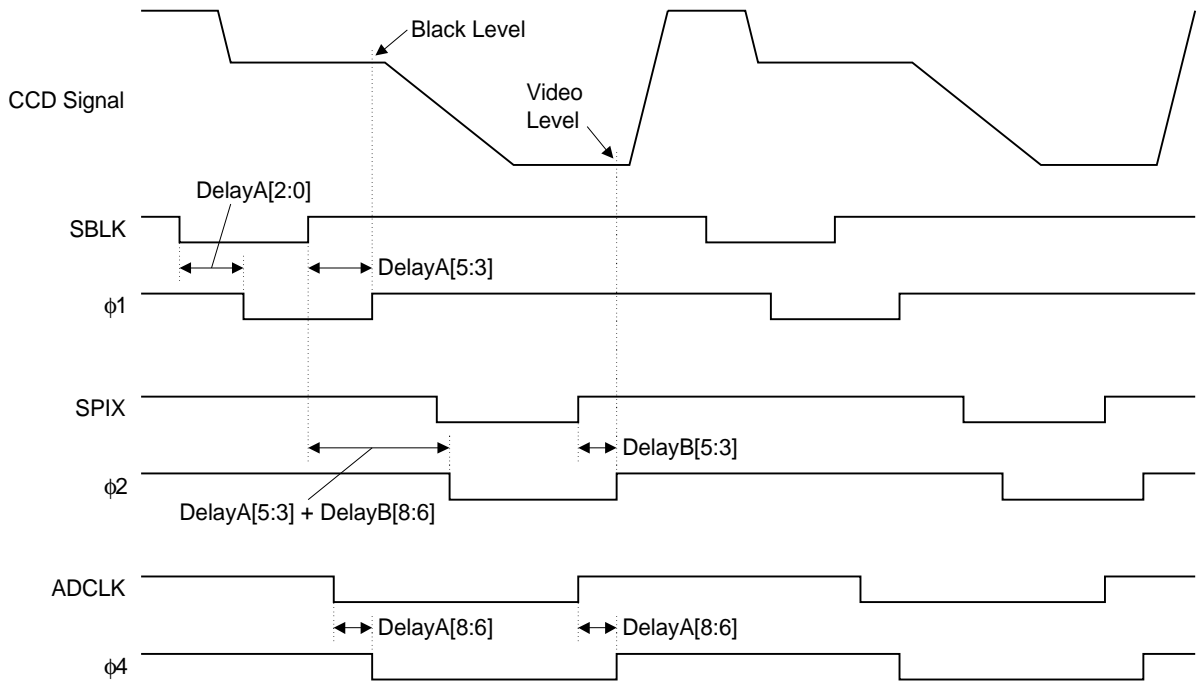 Black Level
CCD Signal
Video
Level
DelayA[2:0]
SBLK
DelayA[5:3]
ϕ1
SPIX
DelayB[5:3]
ϕ2
DelayA[5:3] + DelayB[8:6]
ADCLK
DelayA[8:6] DelayA[8:6]
ϕ4